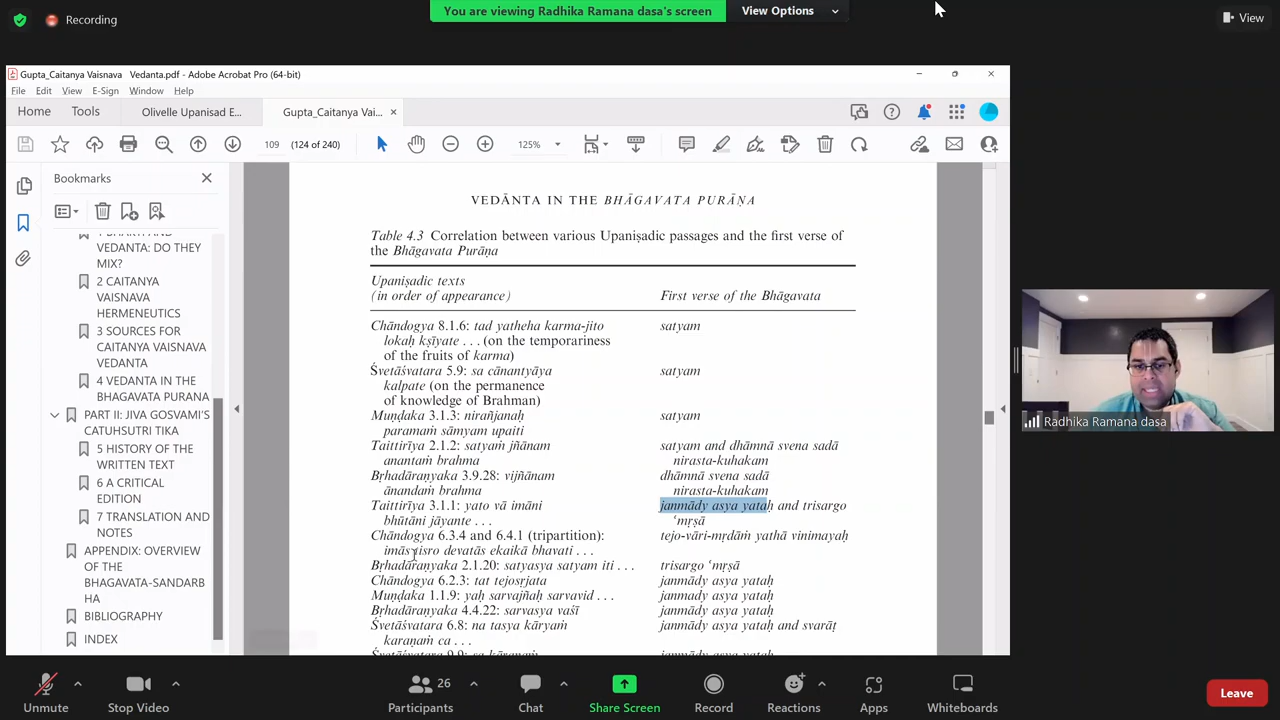 Recording
You are viewing Radhika Ramana dasa's screen
View Options
View
Gupta_Caitanya Vaisnava Vedanta.pdf - Adobe Acrobat Pro (64-bit)
File Edit View E-Sign Window Help
Home Tools Olivelle Upanisad E... Gupta_Caitanya Vai...
109 (124 of 240) 125%
Bookmarks
VEDANTA: DO THEY
MIX?
2 CAITANYA
VAISNAVA
HERMENEUTICS
3 SOURCES FOR
CAITANYA VAISNAVA
VEDANTA
4 VEDANTA IN THE
BHAGAVATA PURANA
PART II: JIVA GOSVAMI'S
CATUHSUTRI TIKA
5 HISTORY OF THE
WRITTEN TEXT
6 A CRITICAL
EDITION
7 TRANSLATION AND
NOTES
APPENDIX: OVERVIEW
OF THE
BHAGAVATA-SANDARB
HA
BIBLIOGRAPHY
INDEX
VEDĀNTA IN THE BHĀGAVATA PURĀṆA
Table 4.3 Correlation between various Upaniṣadic passages and the first verse of
the Bhāgavata Purāṇa
Upaniṣadic texts
(in order of appearance) First verse of the Bhāgavata
Chāndogya 8.1.6: tad yatheha karma-jito satyam
lokaḥ kṣīyate . . . (on the temporariness
of the fruits of karma)
Śvetāśvatara 5.9: sa cānantyāya satyam
kalpate (on the permanence
of knowledge of Brahman)
Muṇḍaka 3.1.3: nirañjanaḥ satyam
paramaṁ sāmyam upaiti
Taittirīya 2.1.2: satyaṁ jñānam satyam and dhāmnā svena sadā
anantaṁ brahma nirasta-kuhakam
Bṛhadāraṇyaka 3.9.28: vijñānam dhāmnā svena sadā
ānandaṁ brahma nirasta-kuhakam
Taittirīya 3.1.1: yato vā imāni janmādy asya yataḥ and trisargo
bhūtāni jāyante . . . ‘mṛṣā
Chāndogya 6.3.4 and 6.4.1 (tripartition): tejo-vāri-mṛdāṁ yathā vinimayaḥ
imās tisro devatās ekaikā bhavati . . .
Bṛhadāraṇyaka 2.1.20: satyasya satyam iti . . . trisargo ‘mṛṣā
Chāndogya 6.2.3: tat tejosṛjata janmādy asya yataḥ
Muṇḍaka 1.1.9: yaḥ sarvajñaḥ sarvavid . . . janmady asya yataḥ
Bṛhadāraṇyaka 4.4.22: sarvasya vaśī janmādy asya yataḥ
Śvetāśvatara 6.8: na tasya kāryaṁ janmādy asya yataḥ and svarāṭ
karaṇaṁ ca . . .
Radhika Ramana dasa
Unmute Stop Video 26 Participants Chat Share Screen Record Reactions Apps Whiteboards Leave